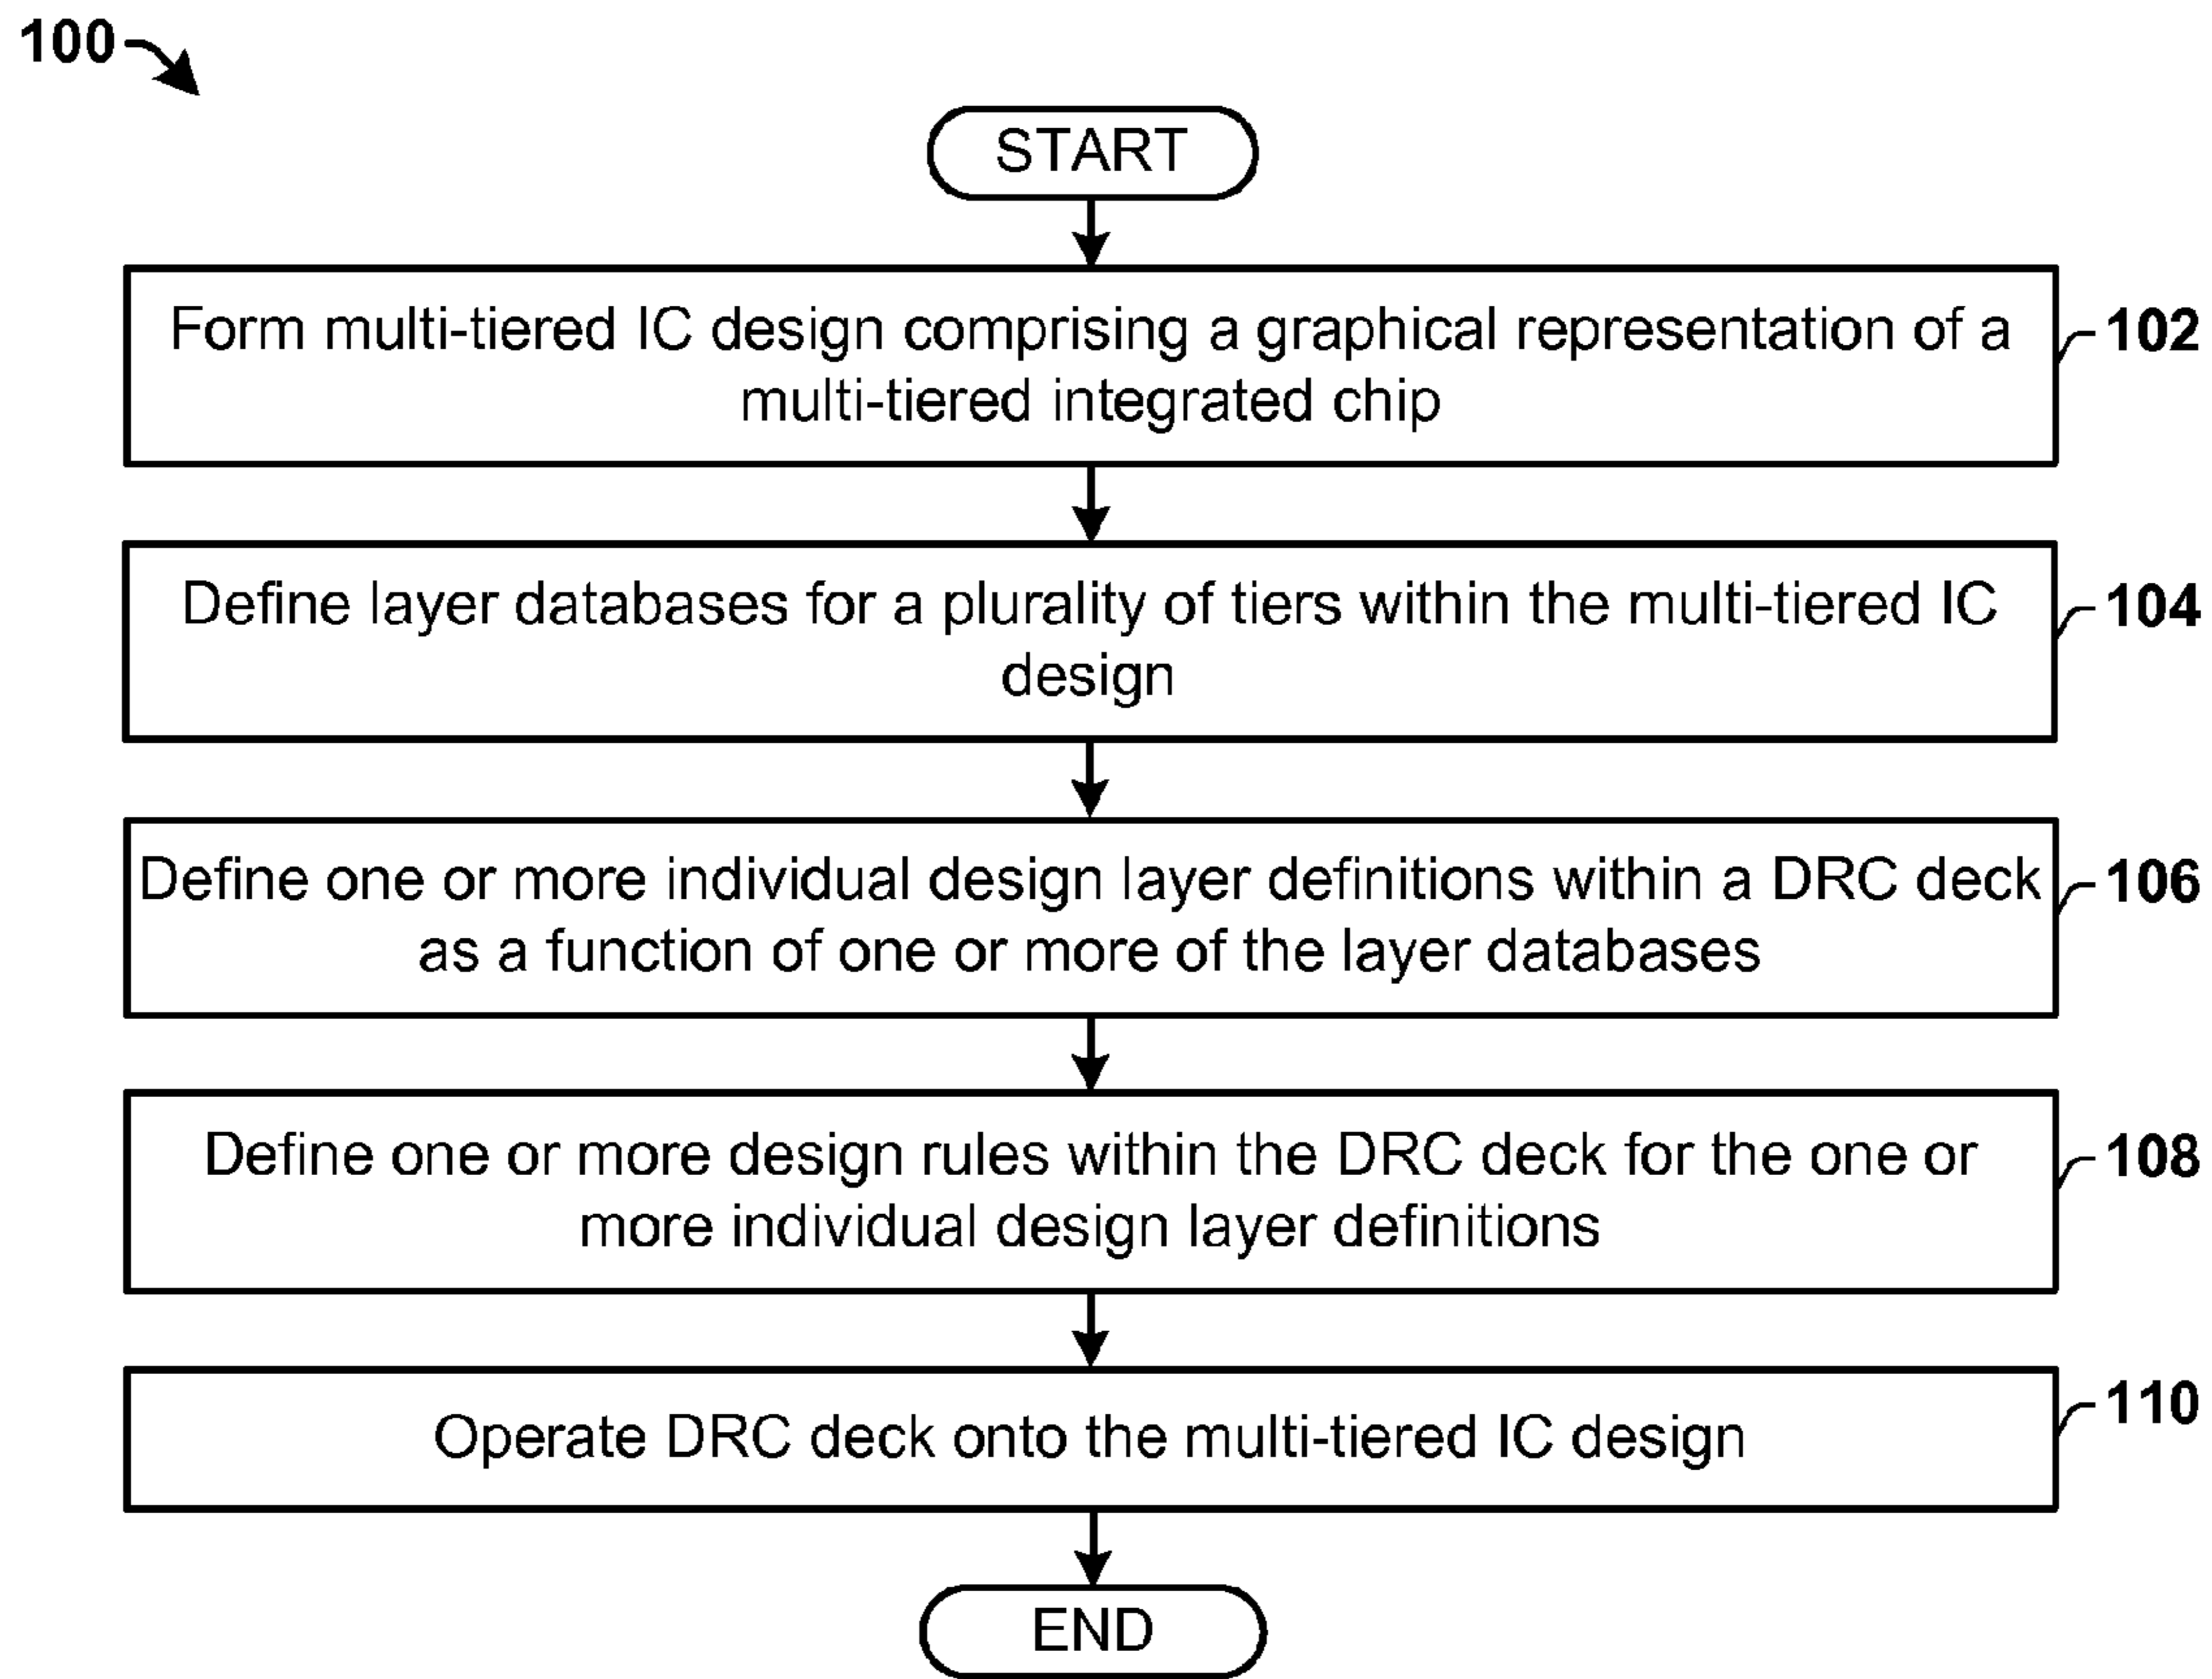 100
START
Form multi-tiered IC design comprising a graphical representation of a
multi-tiered integrated chip
102
Define layer databases for a plurality of tiers within the multi-tiered IC
design
104
Define one or more individual design layer definitions within a DRC deck
as a function of one or more of the layer databases
106
Define one or more design rules within the DRC deck for the one or
more individual design layer definitions
108
Operate DRC deck onto the multi-tiered IC design
110
END